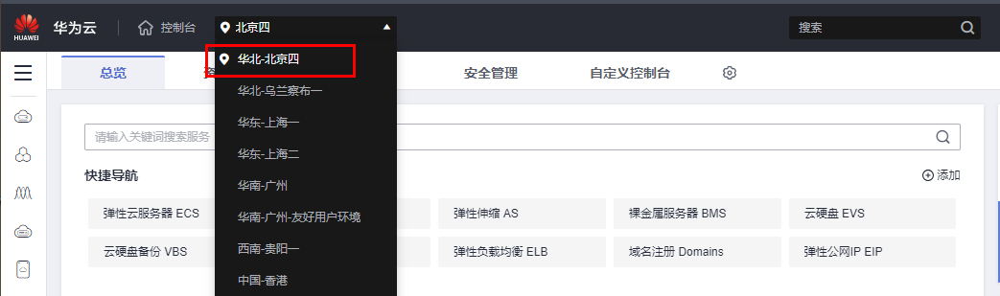 HUAWEI 华为云 控制台 北京四 搜索
华北-北京四
总览 安全管理 自定义控制台
华北-乌兰察布一
华东-上海一
请输入关键词搜索服务
华东-上海二
快捷导航 添加
华南-广州
弹性云服务器 ECS 弹性伸缩 AS 裸金属服务器 BMS 云硬盘 EVS
华南-广州-友好用户环境
云硬盘备份 VBS 弹性负载均衡 ELB 域名注册 Domains 弹性公网IP EIP
西南-贵阳一
中国-香港